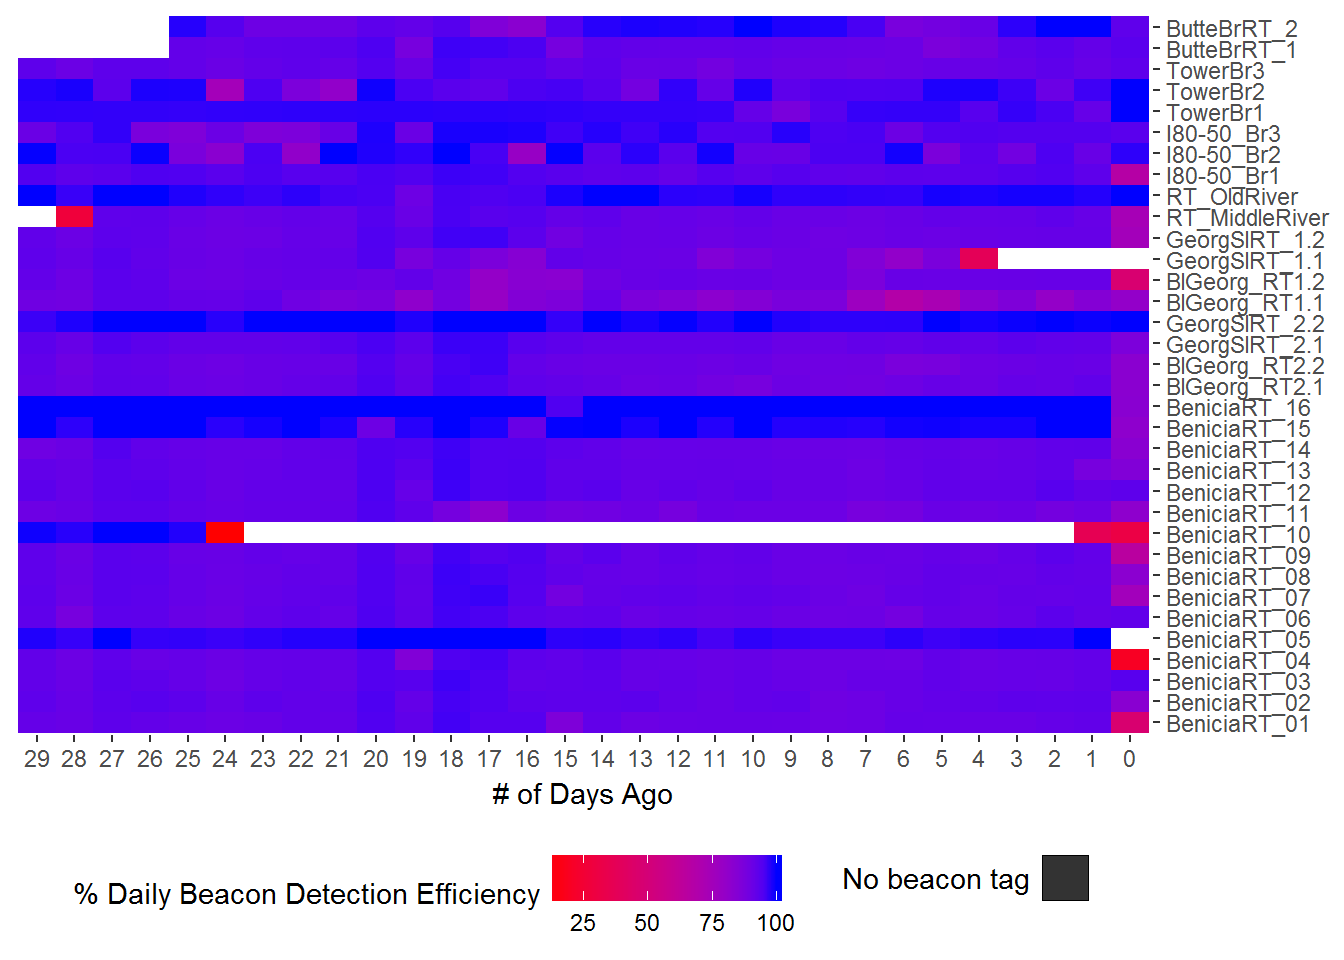 ButteBrRT_2
ButteBrRT_1
TowerBr3
TowerBr2
TowerBr1
I80-50_Br3
I80-50_Br2
I80-50_Br1
RT_OldRiver
RT_MiddleRiver
GeorgSlRT_1.2
GeorgSlRT_1.1
BlGeorg_RT1.2
BlGeorg_RT1.1
GeorgSlRT_2.2
GeorgSlRT_2.1
BlGeorg_RT2.2
BlGeorg_RT2.1
BeniciaRT_16
BeniciaRT_15
BeniciaRT_14
BeniciaRT_13
BeniciaRT_12
BeniciaRT_11
BeniciaRT_10
BeniciaRT_09
BeniciaRT_08
BeniciaRT_07
BeniciaRT_06
BeniciaRT_05
BeniciaRT_04
BeniciaRT_03
BeniciaRT_02
BeniciaRT_01
29 28 27 26 25 24 23 22 21 20 19 18 17 16 15 14 13 12 11 10 9 8 7 6 5 4 3 2 1 0
# of Days Ago
% Daily Beacon Detection Efficiency
25 50 75 100
No beacon tag